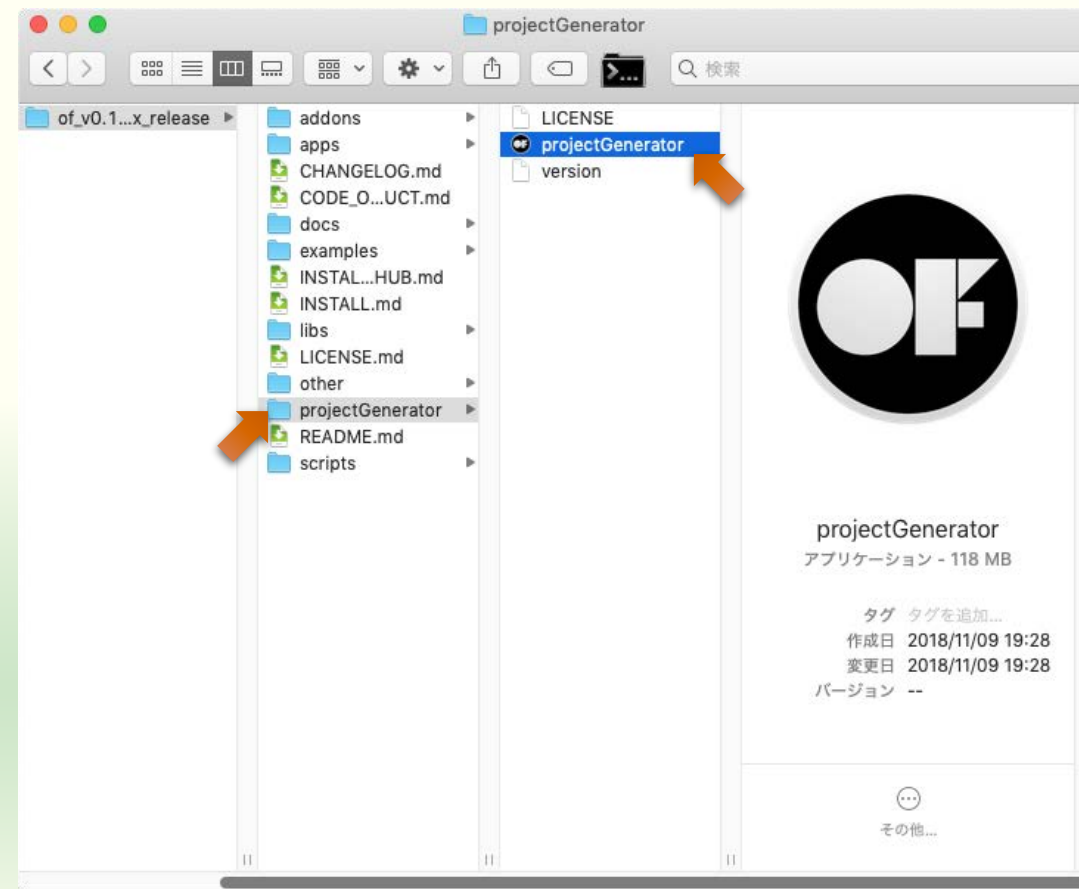 projectGenerator
検索
of_v0.1...x_release
addons
apps
CHANGELOG.md
CODE_O...UCT.md
docs
examples
INSTAL...HUB.md
INSTALL.md
libs
LICENSE.md
other
projectGenerator
README.md
scripts
LICENSE
projectGenerator
version
OF
projectGenerator
アプリケーション - 118 MB
タグ タグを追加...
作成日 2018/11/09 19:28
変更日 2018/11/09 19:28
バージョン --
その他...